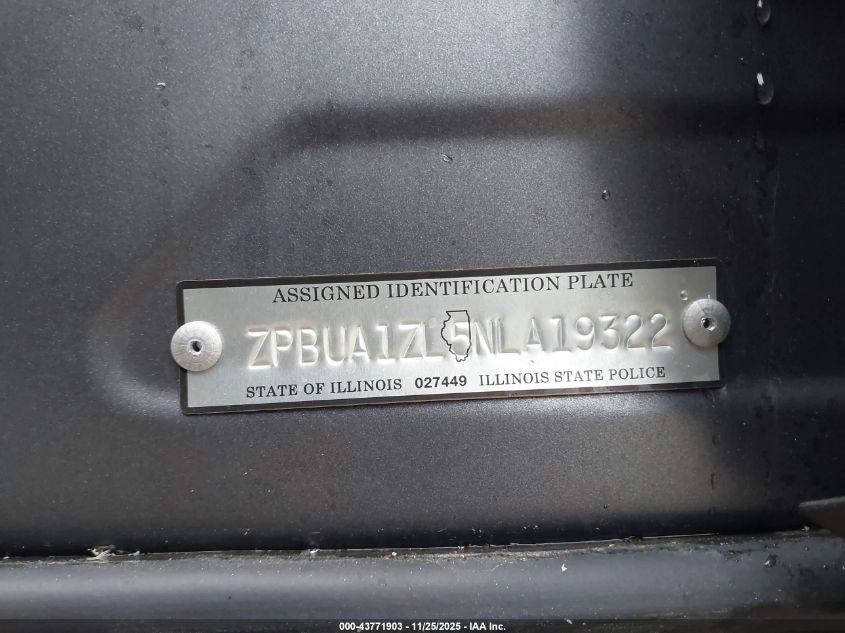 ASSIGNED IDENTIFICATION PLATE
ZPBUA1ZL5NLA19322
STATE OF ILLINOIS 027449 ILLINOIS STATE POLICE
000-43771903 - 11/25/2025 - IAA Inc.